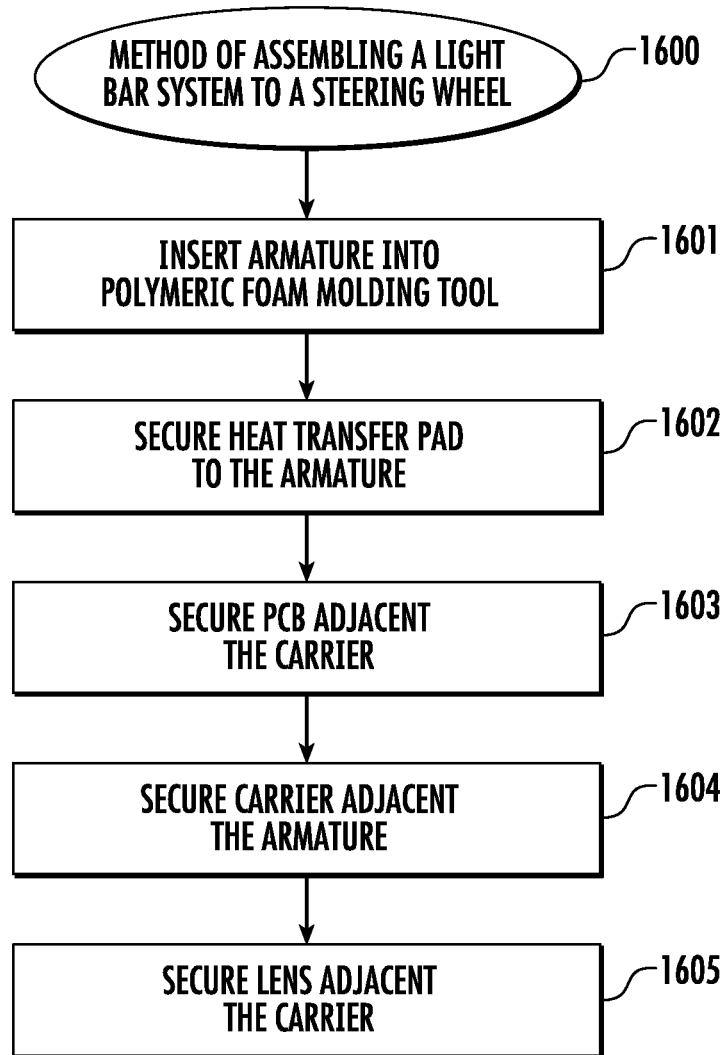 METHOD OF ASSEMBLING A LIGHT
BAR SYSTEM TO A STEERING WHEEL
1600
INSERT ARMATURE INTO
POLYMERIC FOAM MOLDING TOOL
1601
SECURE HEAT TRANSFER PAD
TO THE ARMATURE
1602
SECURE PCB ADJACENT
THE CARRIER
1603
SECURE CARRIER ADJACENT
THE ARMATURE
1604
SECURE LENS ADJACENT
THE CARRIER
1605